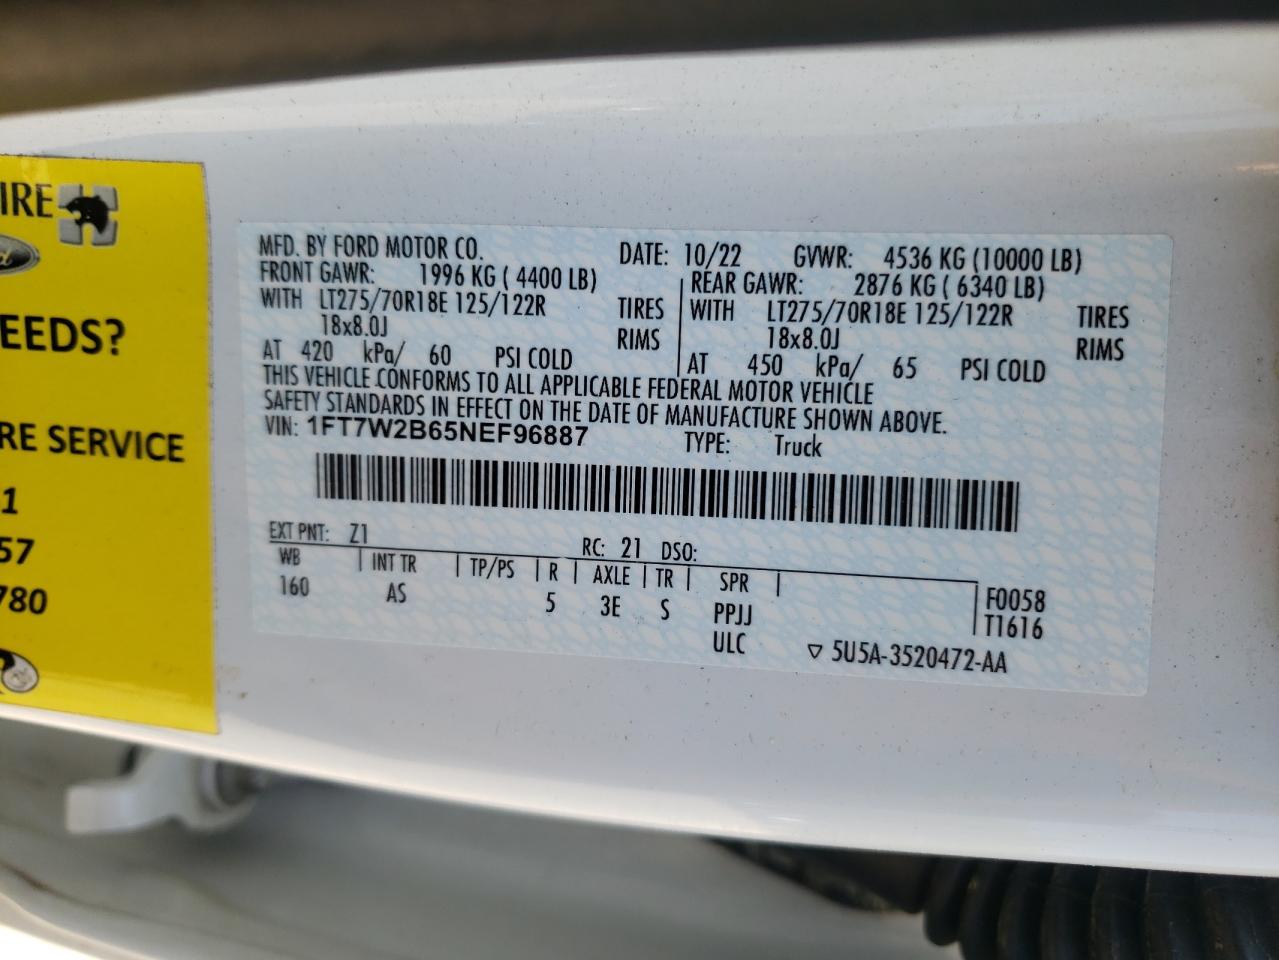 IRE
EEDS?
RE SERVICE
1
57
780
MFD. BY FORD MOTOR CO. DATE: 10/22 GVWR: 4536 KG (10000 LB)
FRONT GAWR: 1996 KG ( 4400 LB) REAR GAWR: 2876 KG ( 6340 LB)
WITH LT275/70R18E 125/122R TIRES WITH LT275/70R18E 125/122R TIRES
18x8.0J RIMS 18x8.0J RIMS
AT 420 kPa/ 60 PSI COLD AT 450 kPa/ 65 PSI COLD
THIS VEHICLE CONFORMS TO ALL APPLICABLE FEDERAL MOTOR VEHICLE
SAFETY STANDARDS IN EFFECT ON THE DATE OF MANUFACTURE SHOWN ABOVE.
VIN: 1FT7W2B65NEF96887 TYPE: Truck
EXT PNT: Z1 RC: 21 DSO:
WB INT TR TP/PS R AXLE TR SPR F0058
160 AS 5 3E S PPJJ T1616
ULC ▽ 5U5A-3520472-AA